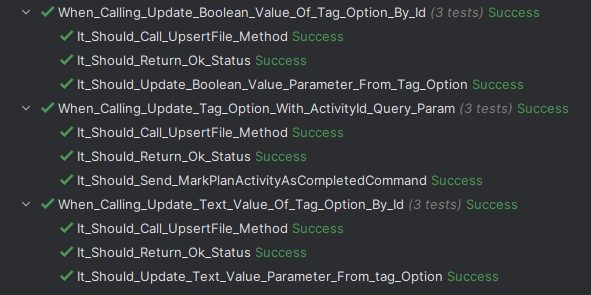 When_Calling_Update_Boolean_Value_Of_Tag_Option_By_Id (3 tests) Success
It_Should_Call_UpsertFile_Method Success
It_Should_Return_Ok_Status Success
It_Should_Update_Boolean_Value_Parameter_From_Tag_Option Success
When_Calling_Update_Tag_Option_With_ActivityId_Query_Param (3 tests) Success
It_Should_Call_UpsertFile_Method Success
It_Should_Return_Ok_Status Success
It_Should_Send_MarkPlanActivityAsCompletedCommand Success
When_Calling_Update_Text_Value_Of_Tag_Option_By_Id (3 tests) Success
It_Should_Call_UpsertFile_Method Success
It_Should_Return_Ok_Status Success
It_Should_Update_Text_Value_Parameter_From_tag_Option Success